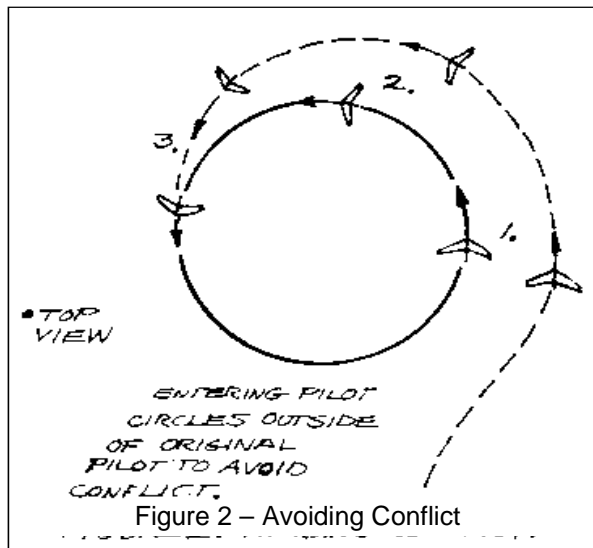 2.
3.
1.
• TOP
VIEW
ENTERING PILOT
CIRCLES OUTSIDE
OF ORIGINAL
PILOT TO AVOID
CONFLICT.
Figure 2 – Avoiding Conflict